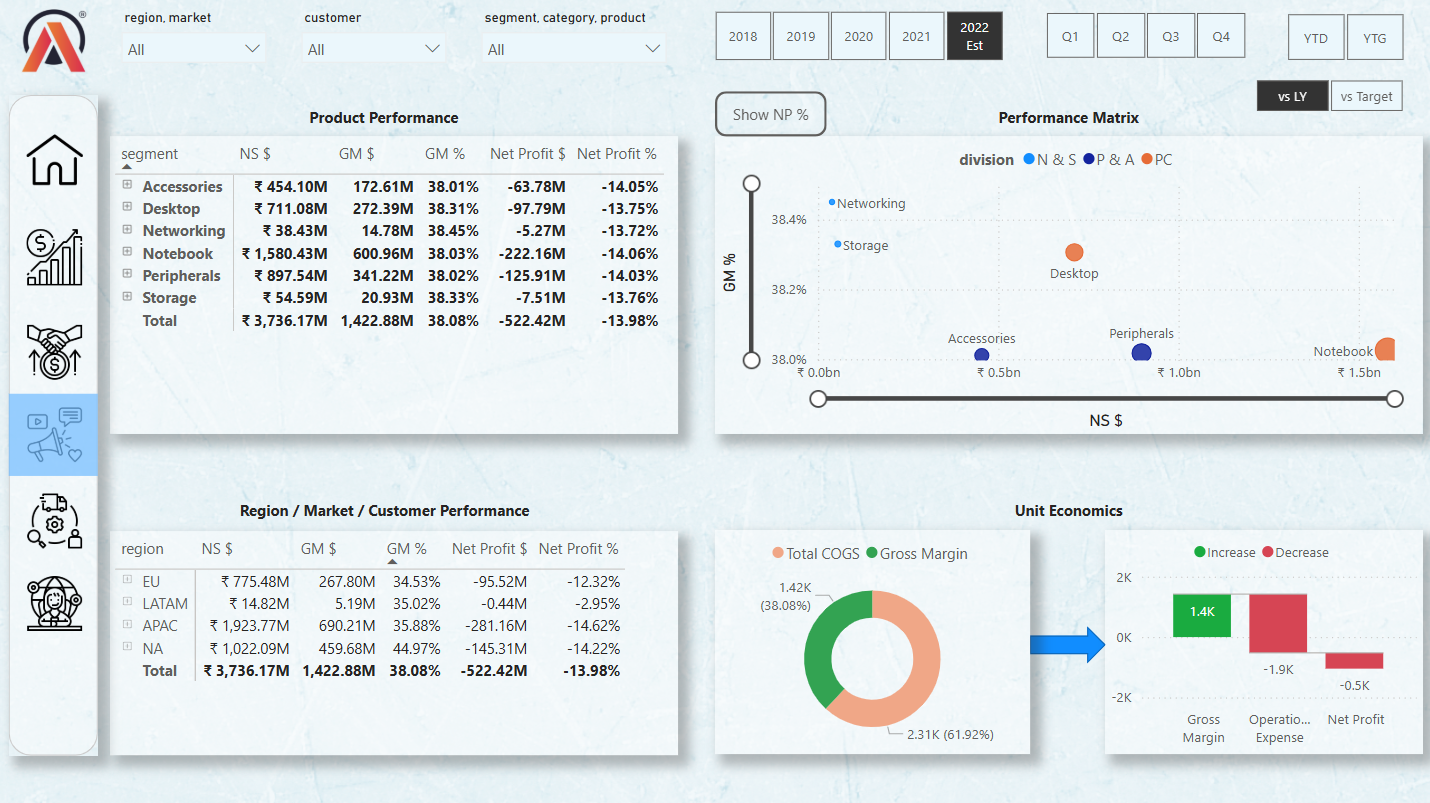 ®
region, market
customer
segment, category, product
All
All
All
2018
2019
2020
2021
2022
Est
Q1
Q2
Q3
Q4
YTD
YTG
vs LY
vs Target
Product Performance
segment NS $ GM $ GM % Net Profit $ Net Profit %
Accessories ₹ 454.10M 172.61M 38.01% -63.78M -14.05%
Desktop ₹ 711.08M 272.39M 38.31% -97.79M -13.75%
Networking ₹ 38.43M 14.78M 38.45% -5.27M -13.72%
Notebook ₹ 1,580.43M 600.96M 38.03% -222.16M -14.06%
Peripherals ₹ 897.54M 341.22M 38.02% -125.91M -14.03%
Storage ₹ 54.59M 20.93M 38.33% -7.51M -13.76%
Total ₹ 3,736.17M 1,422.88M 38.08% -522.42M -13.98%
Show NP %
Performance Matrix
division N & S P & A PC
GM %
38.4%
38.2%
38.0%
Networking
Storage
Desktop
Accessories
Peripherals
Notebook
₹ 0.0bn
₹ 0.5bn
₹ 1.0bn
₹ 1.5bn
NS $
Region / Market / Customer Performance
region NS $ GM $ GM % Net Profit $ Net Profit %
EU ₹ 775.48M 267.80M 34.53% -95.52M -12.32%
LATAM ₹ 14.82M 5.19M 35.02% -0.44M -2.95%
APAC ₹ 1,923.77M 690.21M 35.88% -281.16M -14.62%
NA ₹ 1,022.09M 459.68M 44.97% -145.31M -14.22%
Total ₹ 3,736.17M 1,422.88M 38.08% -522.42M -13.98%
Unit Economics
Total COGS Gross Margin
1.42K
(38.08%)
2.31K (61.92%)
Increase Decrease
2K
0K
-2K
1.4K
-1.9K
-0.5K
Gross
Margin
Operatio...
Expense
Net Profit